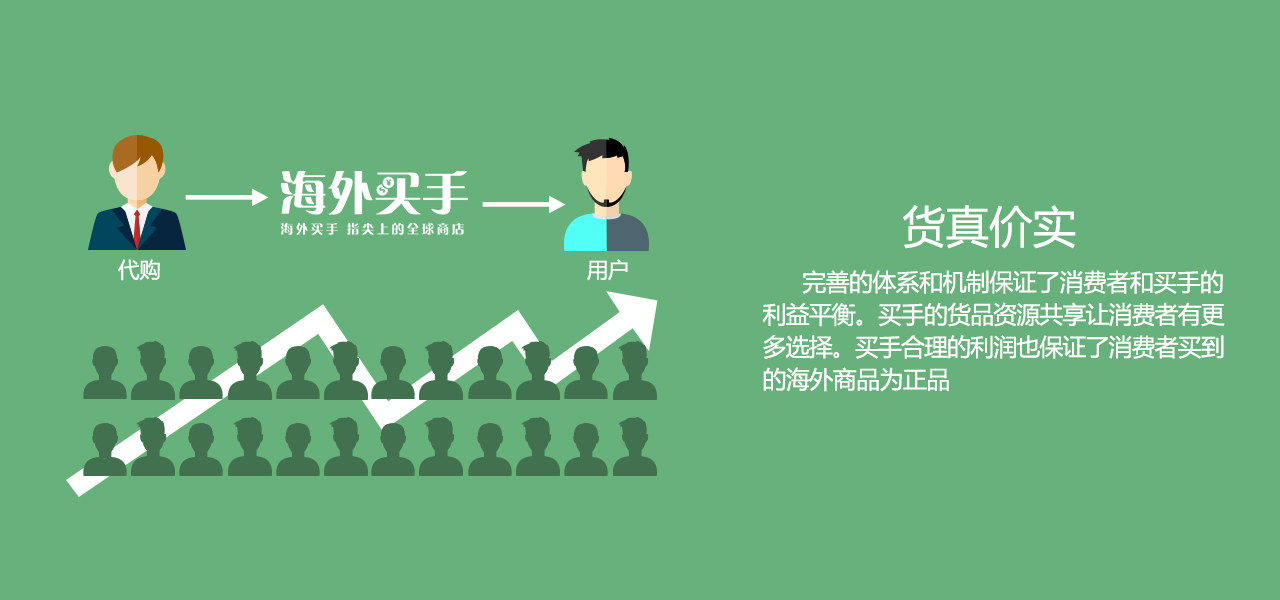 海外买手
海外买手 指尖上的全球商店
代购
用户
货真价实
完善的体系和机制保证了消费者和买手的
利益平衡。买手的货品资源共享让消费者有更
多选择。买手合理的利润也保证了消费者买到
的海外商品为正品